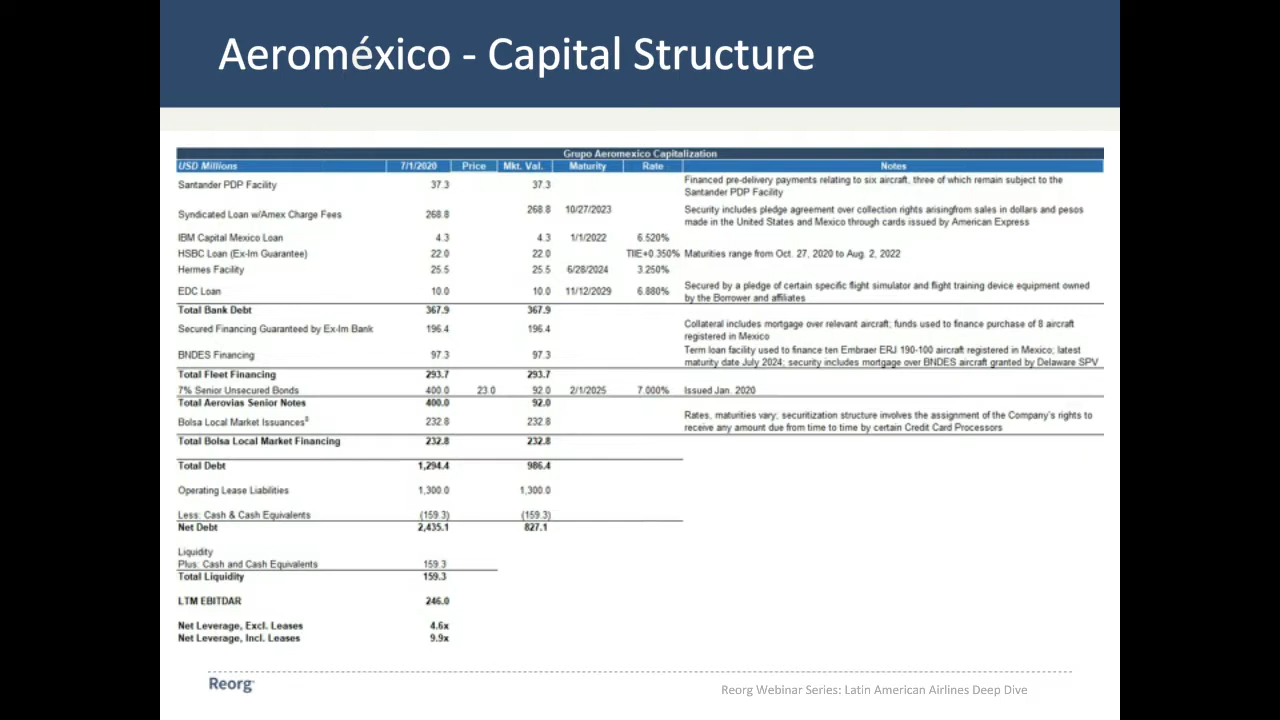 Aeroméxico - Capital Structure
Grupo Aeromexico Capitalization
USD Millions 7/1/2020 Price Mkt. Val. Maturity Rate Notes
Santander PDP Facility 37.3 37.3 Financed pre-delivery payments relating to six aircraft, three of which remain subject to the
Santander PDP Facility
Syndicated Loan w/Amex Charge Fees 268.8 268.8 10/27/2023 Security includes pledge agreement over collection rights arisingfrom sales in dollars and pesos
made in the United States and Mexico through cards issued by American Express
IBM Capital Mexico Loan 4.3 4.3 1/1/2022 6.520%
HSBC Loan (Ex-Im Guarantee) 22.0 22.0 TIIE+0.350% Maturities range from Oct. 27, 2020 to Aug. 2, 2022
Hermes Facility 25.5 25.5 6/28/2024 3.250%
EDC Loan 10.0 10.0 11/12/2029 6.880% Secured by a pledge of certain specific flight simulator and flight training device equipment owned
by the Borrower and affiliates
Total Bank Debt 367.9 367.9
Secured Financing Guaranteed by Ex-Im Bank 196.4 196.4 Collateral includes mortgage over relevant aircraft; funds used to finance purchase of 8 aircraft
registered in Mexico
BNDES Financing 97.3 97.3 Term loan facility used to finance ten Embraer ERJ 190-100 aircraft registered in Mexico; latest
maturity date July 2024; security includes mortgage over BNDES aircraft granted by Delaware SPV
Total Fleet Financing 293.7 293.7
7% Senior Unsecured Bonds 400.0 23.0 92.0 2/1/2025 7.000% Issued Jan. 2020
Total Aerovias Senior Notes 400.0 92.0
Bolsa Local Market Issuances 232.8 232.8 Rates, maturities vary; securitization structure involves the assignment of the Company's rights to
receive any amount due from time to time by certain Credit Card Processors
Total Bolsa Local Market Financing 232.8 232.8
Total Debt 1,294.4 986.4
Operating Lease Liabilities 1,300.0 1,300.0
Less: Cash & Cash Equivalents (159.3) (159.3)
Net Debt 2,435.1 827.1
Liquidity
Plus: Cash and Cash Equivalents 159.3
Total Liquidity 159.3
LTM EBITDAR 246.0
Net Leverage, Excl. Leases 4.6x
Net Leverage, Incl. Leases 9.9x
Reorg
Reorg Webinar Series: Latin American Airlines Deep Dive